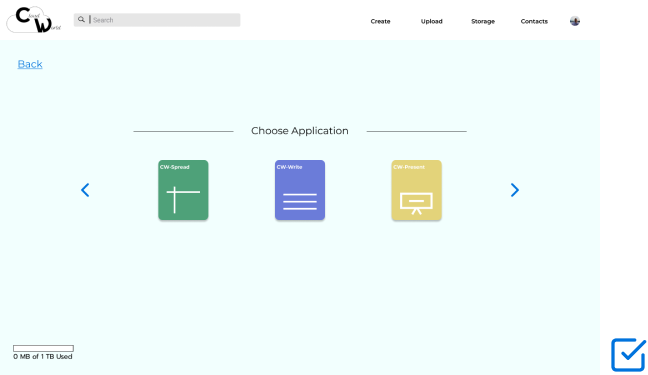 Cloud
World
Search
Create
Upload
Storage
Contacts
Back
Choose Application
CW-Spread
CW-Write
CW-Present
0 MB of 1 TB Used